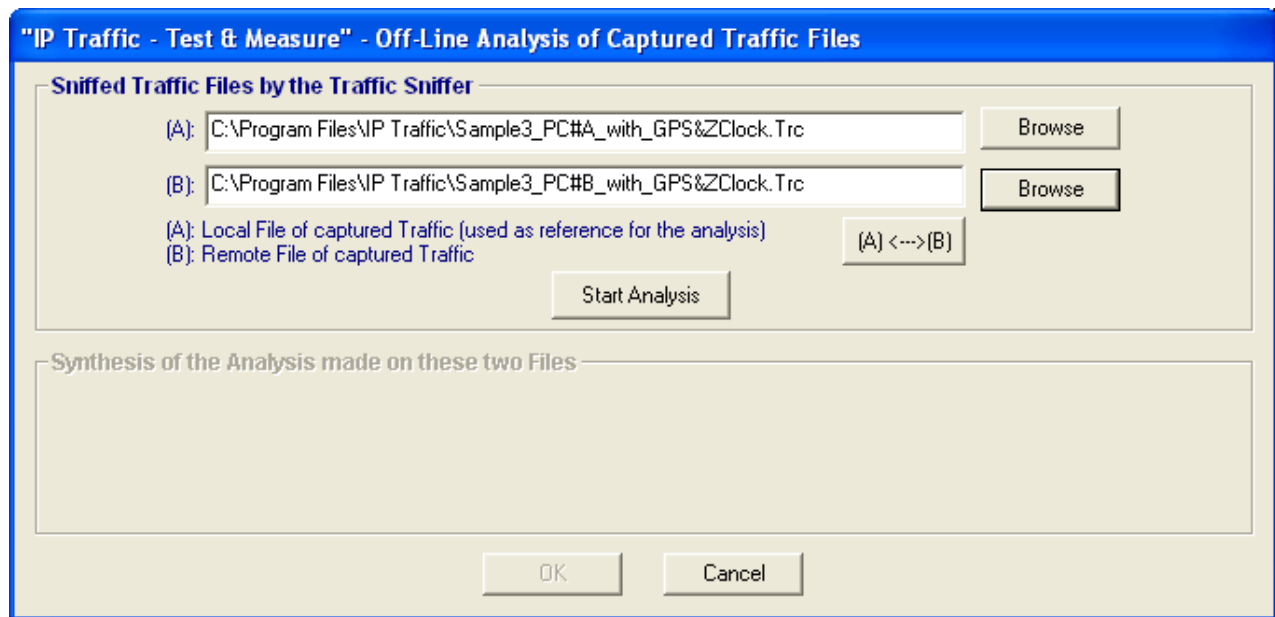 "IP Traffic - Test & Measure" - Off-Line Analysis of Captured Traffic Files
Sniffed Traffic Files by the Traffic Sniffer
(A): C:\Program Files\IP Traffic\Sample3_PC#A_with_GPS&ZClock.Trc Browse
(B): C:\Program Files\IP Traffic\Sample3_PC#B_with_GPS&ZClock.Trc Browse
(A): Local File of captured Traffic (used as reference for the analysis)
(B): Remote File of captured Traffic
(A) <--->(B)
Start Analysis
Synthesis of the Analysis made on these two Files
OK Cancel